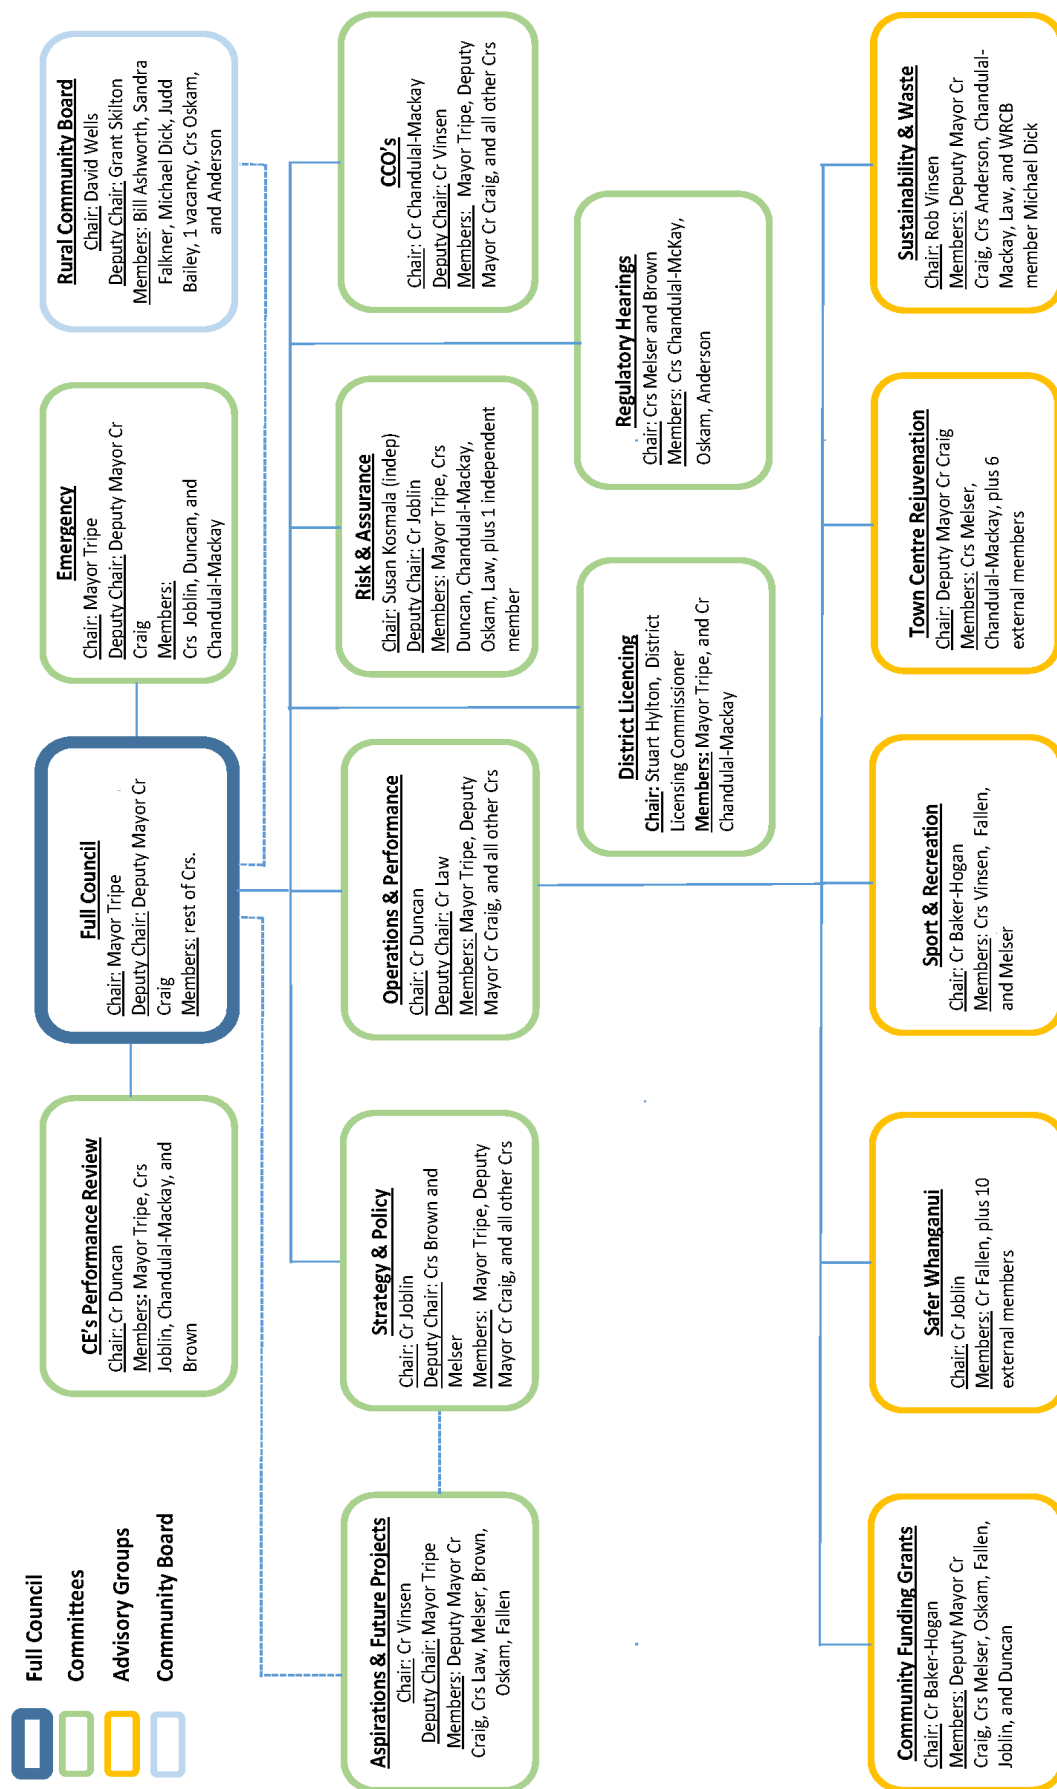 Full Council
Committees
Advisory Groups
Community Board
CE's Performance Review
Chair: Cr Duncan
Members: Mayor Tripe, Crs
Joblin, Chandulal-Mackay, and
Brown
Full Council
Chair: Mayor Tripe
Deputy Chair: Deputy Mayor Cr
Craig
Members: rest of Crs.
Emergency
Chair: Mayor Tripe
Deputy Chair: Deputy Mayor Cr
Craig
Members:
Crs Joblin, Duncan, and
Chandulal-Mackay
Rural Community Board
Chair: David Wells
Deputy Chair: Grant Skilton
Members: Bill Ashworth, Sandra
Falkner, Michael Dick, Judd
Bailey, 1 vacancy, Crs Oskam,
and Anderson
Aspirations & Future Projects
Chair: Cr Vinsen
Deputy Chair: Mayor Tripe
Members: Deputy Mayor Cr
Craig, Crs Law, Melser, Brown,
Oskam, Fallen
Strategy & Policy
Chair: Cr Joblin
Deputy Chair: Crs Brown and
Melser
Members: Mayor Tripe, Deputy
Mayor Cr Craig, and all other Crs
Operations & Performance
Chair: Cr Duncan
Deputy Chair: Cr Law
Members: Mayor Tripe, Deputy
Mayor Cr Craig, and all other Crs
Risk & Assurance
Chair: Susan Kosmala (indep)
Deputy Chair: Cr Joblin
Members: Mayor Tripe, Crs
Duncan, Chandulal-Mackay,
Oskam, Law, plus 1 independent
member
CCO's
Chair: Cr Chandulal-Mackay
Deputy Chair: Cr Vinsen
Members: Mayor Tripe, Deputy
Mayor Cr Craig, and all other Crs
District Licencing
Chair: Stuart Hylton, District
Licensing Commissioner
Members: Mayor Tripe, and Cr
Chandulal-Mackay
Regulatory Hearings
Chair: Crs Melser and Brown
Members: Crs Chandulal-McKay,
Oskam, Anderson
Community Funding Grants
Chair: Cr Baker-Hogan
Members: Deputy Mayor Cr
Craig, Crs Melser, Oskam, Fallen,
Joblin, and Duncan
Safer Whanganui
Chair: Cr Joblin
Members: Cr Fallen, plus 10
external members
Sport & Recreation
Chair: Cr Baker-Hogan
Members: Crs Vinsen, Fallen,
and Melser
Town Centre Rejuvenation
Chair: Deputy Mayor Cr Craig
Members: Crs Melser,
Chandulal-Mackay, plus 6
external members
Sustainability & Waste
Chair: Rob Vinsen
Members: Deputy Mayor Cr
Craig, Crs Anderson, Chandulal-
Mackay, Law, and WRCB
member Michael Dick